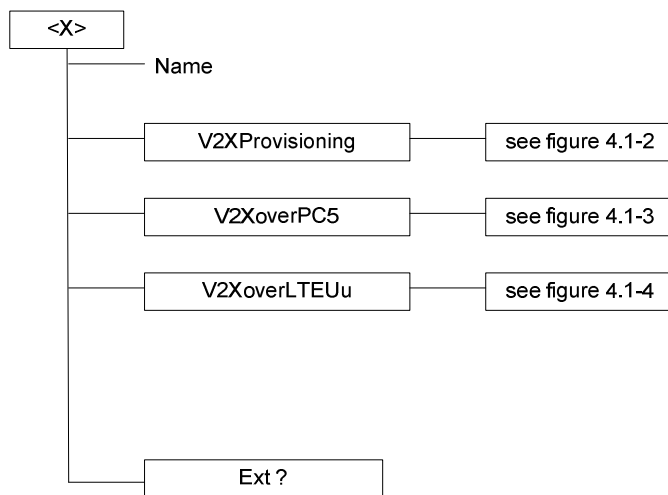 <X>
Name
V2XProvisioning
see figure 4.1-2
V2XoverPC5
see figure 4.1-3
V2XoverLTEUu
see figure 4.1-4
Ext ?